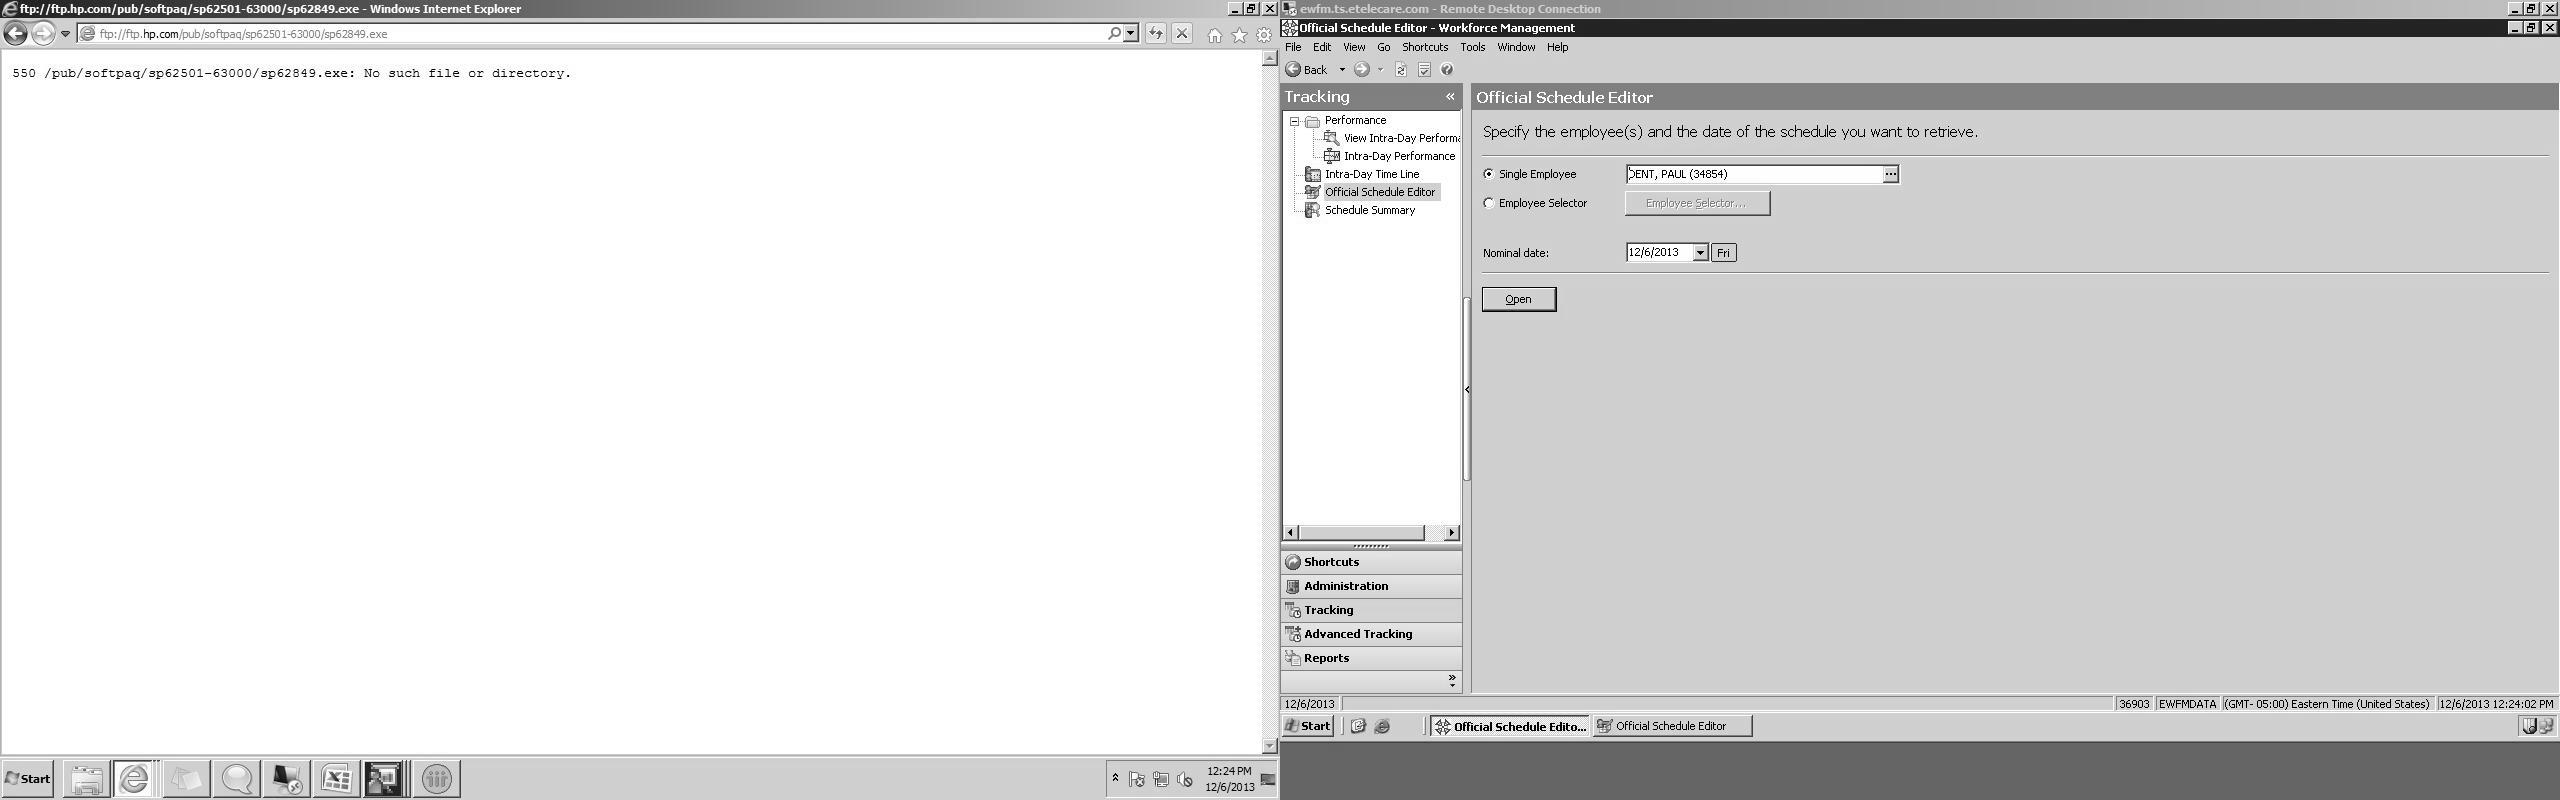 ftp://ftp.hp.com/pub/softpaq/sp62501-63000/sp62849.exe - Windows Internet Explorer
ftp://ftp.hp.com/pub/softpaq/sp62501-63000/sp62849.exe
550 /pub/softpaq/sp62501-63000/sp62849.exe: No such file or directory.
Start
12:24 PM
12/6/2013
ewfm.ts.etelecare.com - Remote Desktop Connection
Official Schedule Editor - Workforce Management
File Edit View Go Shortcuts Tools Window Help
Back
Tracking
Performance
View Intra-Day Performa
Intra-Day Performance
Intra-Day Time Line
Official Schedule Editor
Schedule Summary
Shortcuts
Administration
Tracking
Advanced Tracking
Reports
Official Schedule Editor
Specify the employee(s) and the date of the schedule you want to retrieve.
Single Employee DENT, PAUL (34854) ...
Employee Selector Employee Selector...
Nominal date: 12/6/2013 Fri
Open
12/6/2013 36903 EWFMDATA (GMT- 05:00) Eastern Time (United States) 12/6/2013 12:24:02 PM
Start Official Schedule Edito... Official Schedule Editor